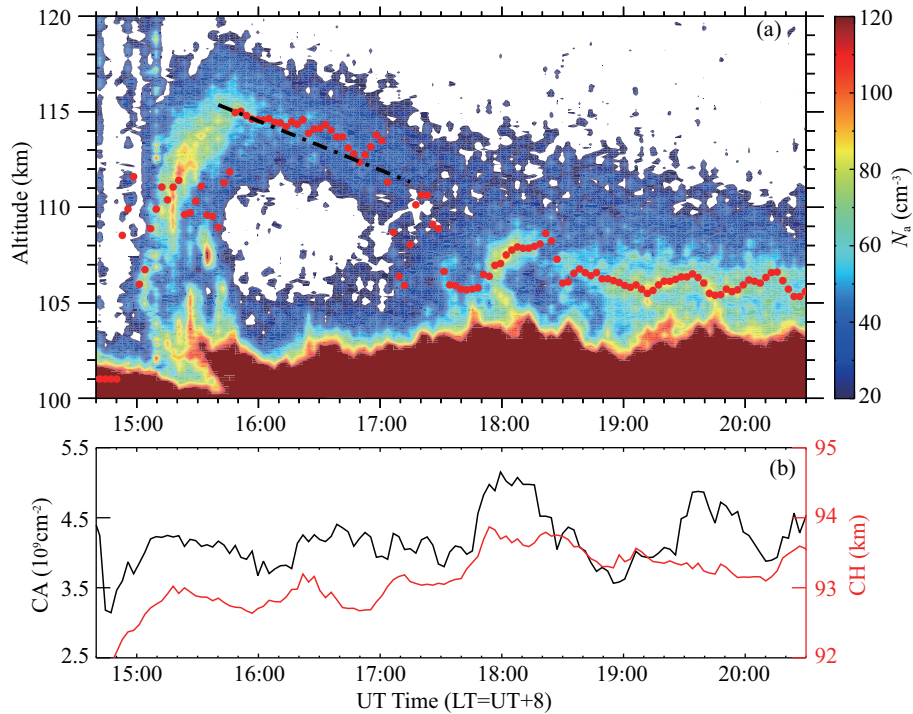 120
115
110
105
100
Altitude (km)
(a)
15:00 16:00 17:00 18:00 19:00 20:00
120
100
80
60
40
20
Nₐ (cm⁻³)
5.5
4.5
3.5
2.5
CA (10⁹cm⁻²)
(b)
95
94
93
92
CH (km)
15:00 16:00 17:00 18:00 19:00 20:00
UT Time (LT=UT+8)